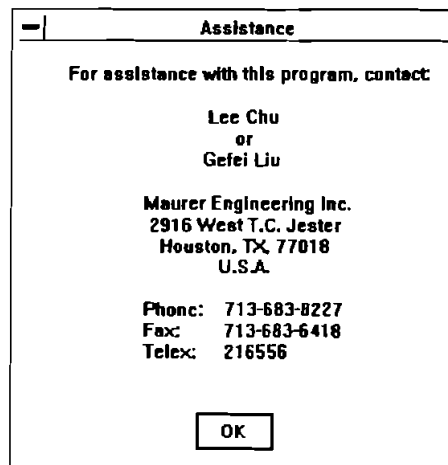 Assistance
For assistance with this program, contact:
Lee Chu
or
Gefei Liu
Maurer Engineering Inc.
2916 West T.C. Jester
Houston, TX, 77018
U.S.A.
Phone: 713-683-8227
Fax: 713-683-6418
Telex: 216556
OK